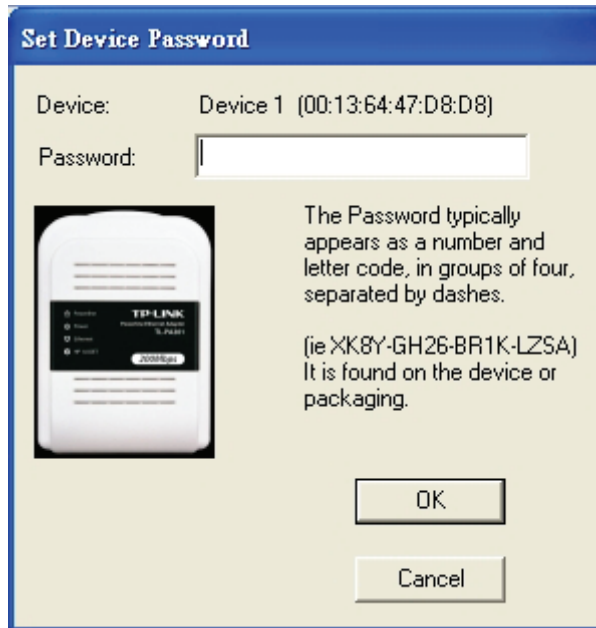 Set Device Password
Device: Device 1 (00:13:64:47:D8:D8)
Password:
The Password typically
appears as a number and
letter code, in groups of four,
separated by dashes.
(ie XK8Y-GH26-BR1K-LZSA)
It is found on the device or
packaging.
TP-LINK
200Mbps
OK
Cancel